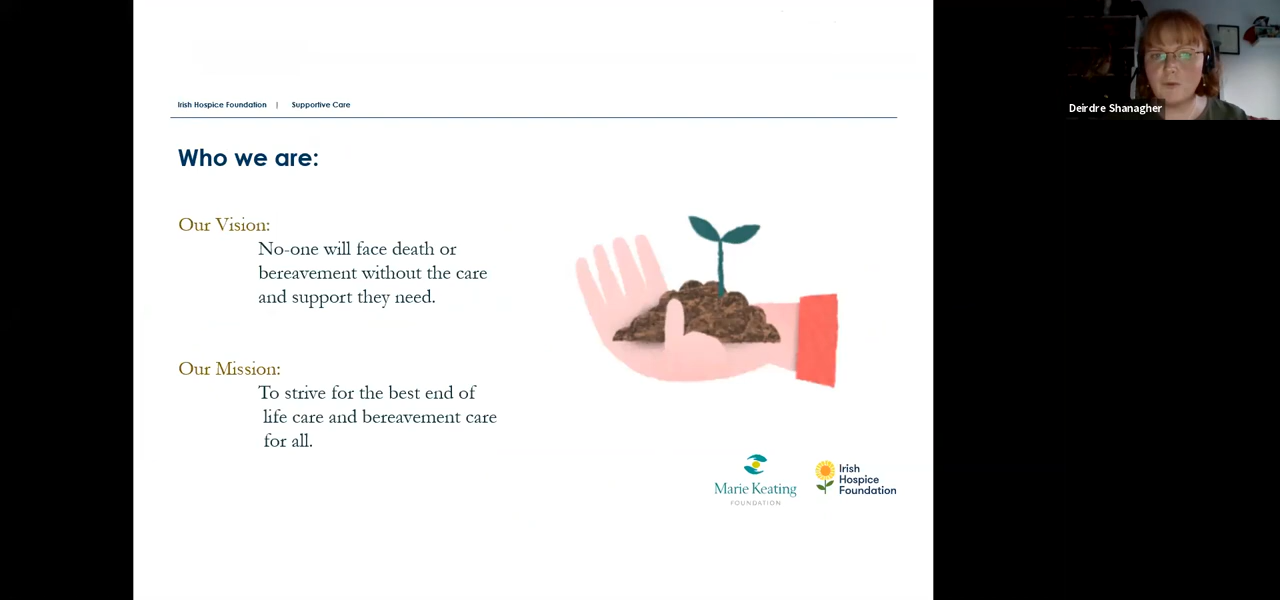 Irish Hospice Foundation | Supportive Care
Deirdre Shanagher
Who we are:
Our Vision:
No-one will face death or
bereavement without the care
and support they need.
Our Mission:
To strive for the best end of
life care and bereavement care
for all.
Marie Keating
FOUNDATION
Irish
Hospice
Foundation